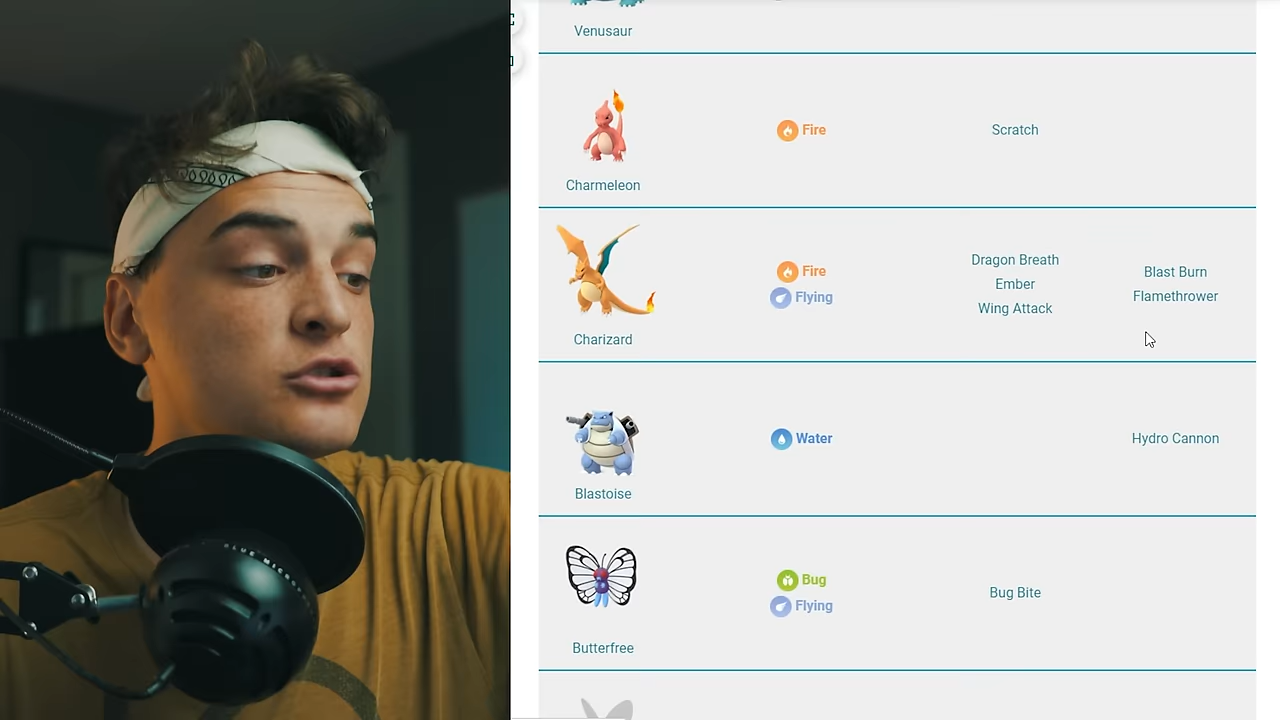 Venusaur
Fire
Scratch
Charmeleon
Fire
Flying
Dragon Breath
Ember
Wing Attack
Blast Burn
Flamethrower
Charizard
Water
Hydro Cannon
Blastoise
Bug
Flying
Bug Bite
Butterfree